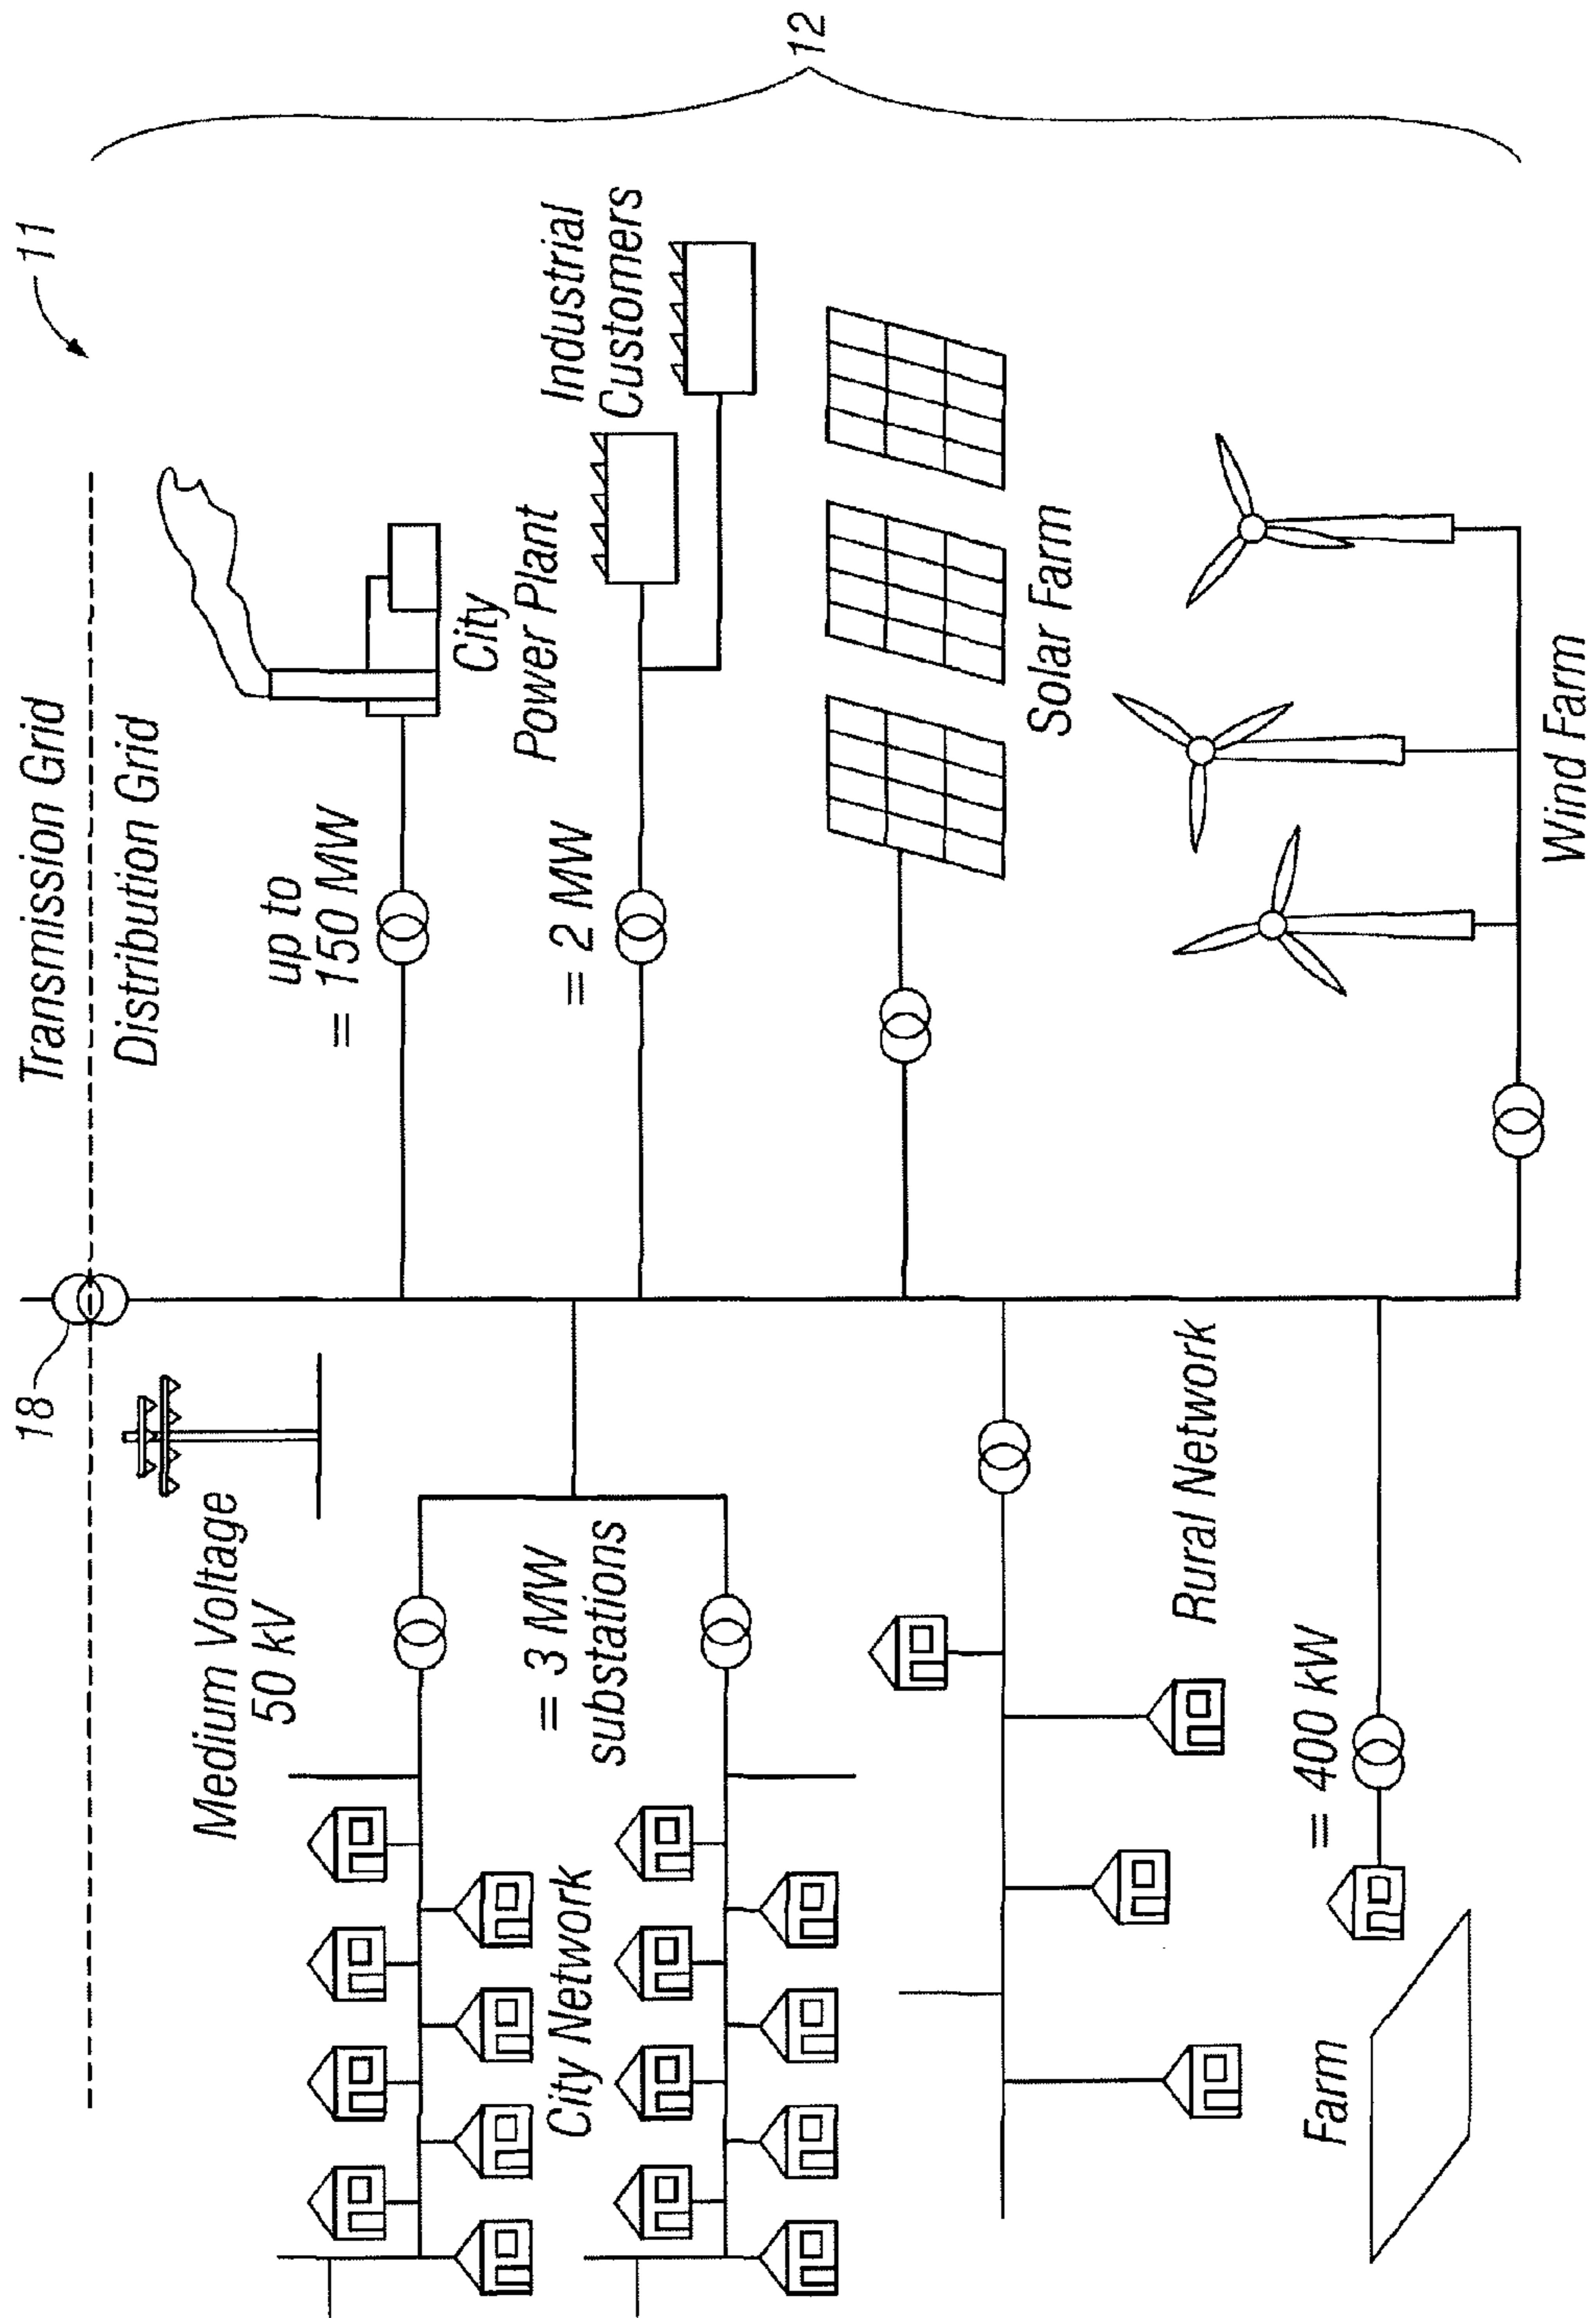 11
Transmission Grid
Distribution Grid
18
Medium Voltage
50 kV
up to
= 150 MW
City
Power Plant
12
= 2 MW
Industrial
Customers
= 3 MW
substations
City Network
Solar Farm
Rural Network
= 400 kW
Farm
Wind Farm